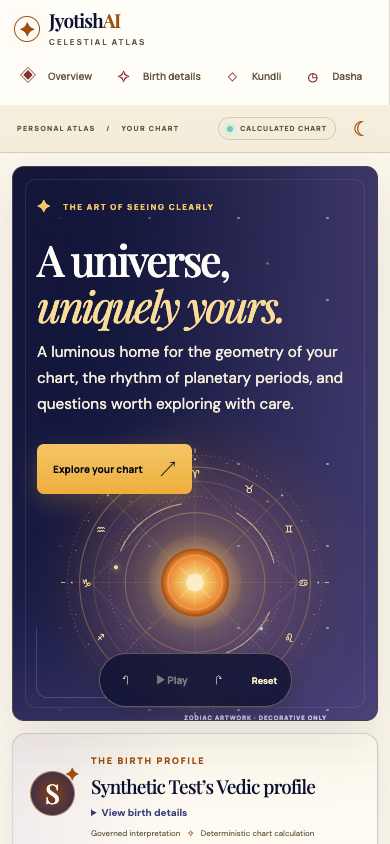 JyotishAI
CELESTIAL ATLAS
Overview Birth details Kundli Dasha
PERSONAL ATLAS / YOUR CHART CALCULATED CHART
THE ART OF SEEING CLEARLY
A universe,
uniquely yours.
A luminous home for the geometry of your
chart, the rhythm of planetary periods, and
questions worth exploring with care.
Explore your chart
♈
♉
♒ ♊
♑ ♋
♐ ♌
Play Reset
ZODIAC ARTWORK · DECORATIVE ONLY
THE BIRTH PROFILE
S
Synthetic Test’s Vedic profile
View birth details
Governed interpretation Deterministic chart calculation